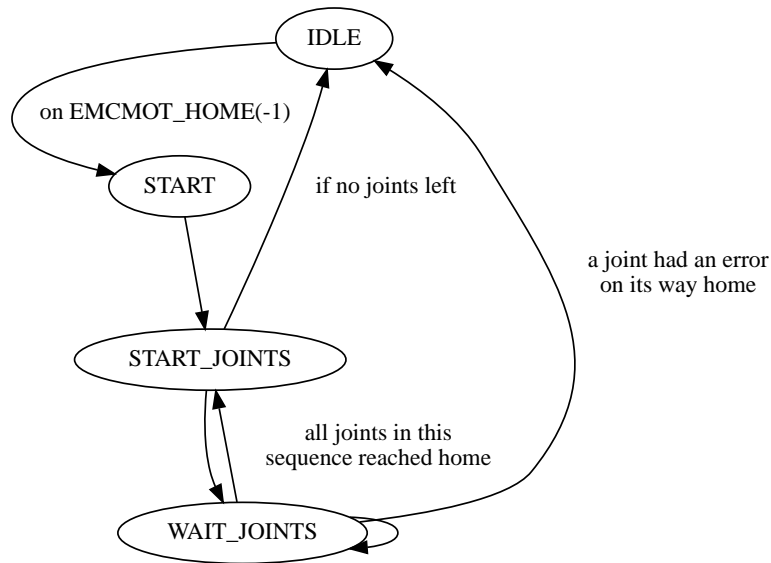 IDLE
on EMCMOT_HOME(-1)
START
if no joints left
a joint had an error
on its way home
START_JOINTS
all joints in this
sequence reached home
WAIT_JOINTS